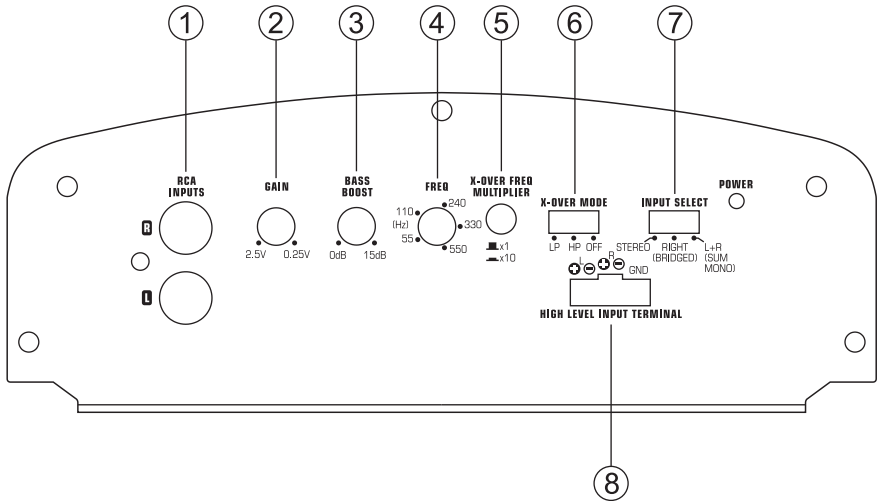 1 2 3 4 5 6 7
RCA
INPUTS
R
L
GAIN
2.5V 0.25V
BASS
BOOST
0dB 15dB
FREQ
240
110
(Hz) 330
55
550
X-OVER FREQ
MULTIPLIER
x1
x10
X-OVER MODE
LP HP OFF
INPUT SELECT
STEREO RIGHT L+R
(BRIDGED) (SUM
MONO)
POWER
L R
GND
HIGH LEVEL INPUT TERMINAL
8